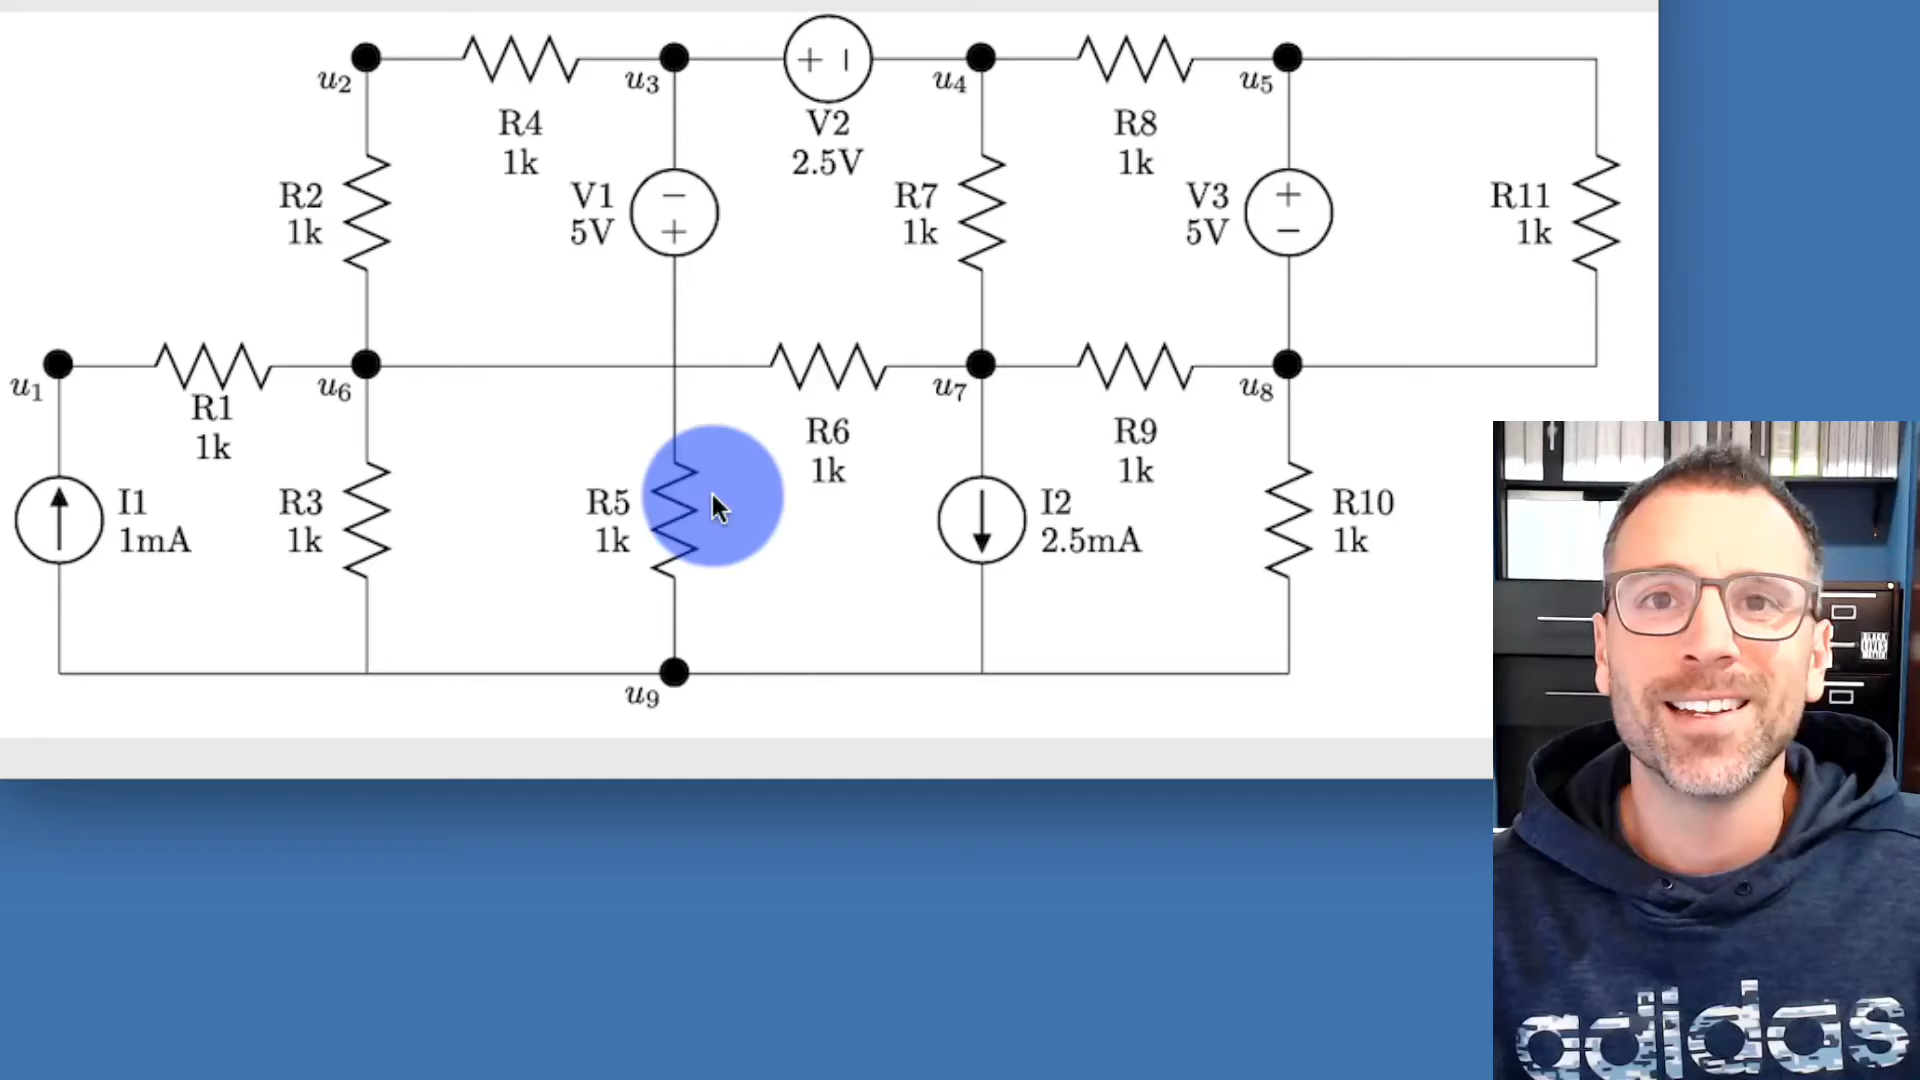 u2
R4
1k
u3
+ −
V2
2.5V
u4
R8
1k
u5
R2
1k
V1
5V
−
+
R7
1k
V3
5V
+
−
R11
1k
u1
R1
1k
u6
R6
1k
u7
R9
1k
u8
I1
1mA
R3
1k
R5
1k
I2
2.5mA
R10
1k
u9
adidas